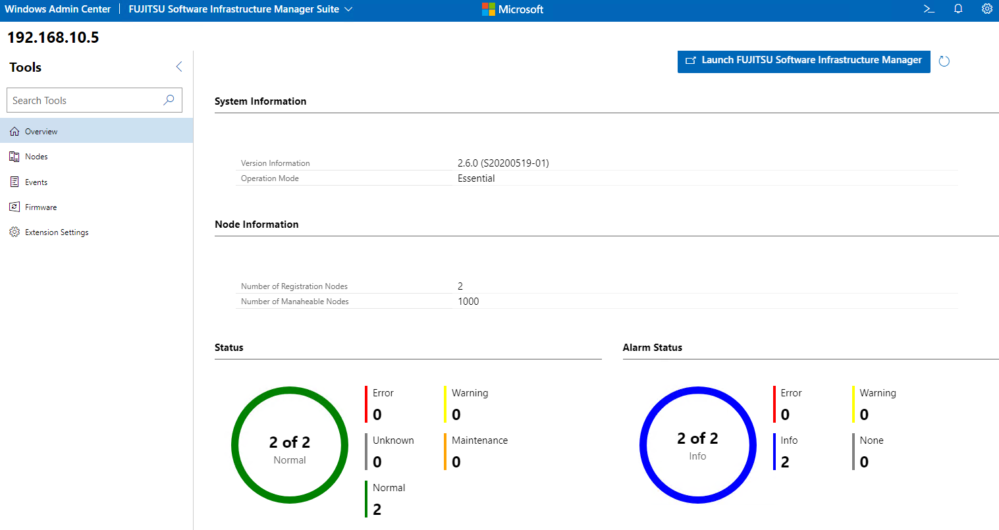 Windows Admin Center FUJITSU Software Infrastructure Manager Suite Microsoft
192.168.10.5
Tools
Launch FUJITSU Software Infrastructure Manager
Search Tools
Overview
Nodes
Events
Firmware
Extension Settings
System Information
Version Information 2.6.0 (S20200519-01)
Operation Mode Essential
Node Information
Number of Registration Nodes 2
Number of Manaheable Nodes 1000
Status
2 of 2
Normal
Error
0
Warning
0
Unknown
0
Maintenance
0
Normal
2
Alarm Status
2 of 2
Info
Error
0
Warning
0
Info
2
None
0